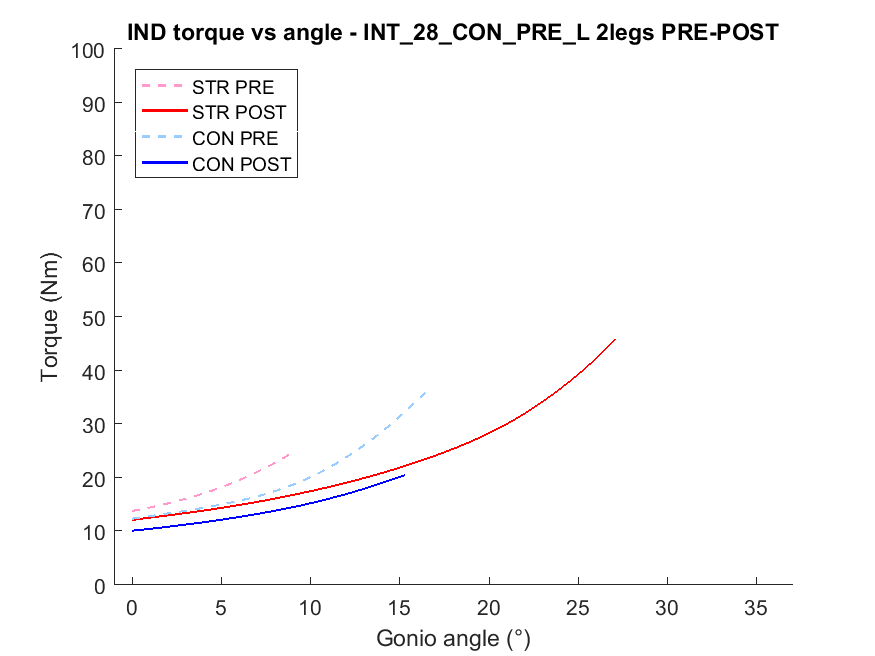 IND torque vs angle - INT_28_CON_PRE_L 2legs PRE-POST
STR PRE
STR POST
CON PRE
CON POST
100
90
80
70
60
50
40
30
20
10
0
Torque (Nm)
0 5 10 15 20 25 30 35
Gonio angle (°)